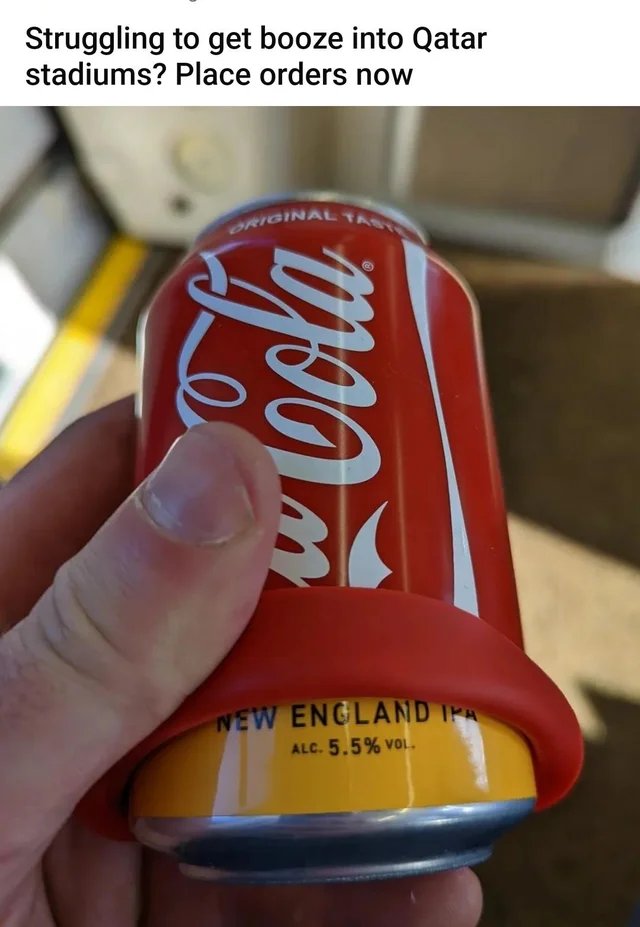 Struggling to get booze into Qatar
stadiums? Place orders now
ORIGINAL TASTE
Cola®
NEW ENGLAND IPA
ALC. 5.5% VOL.